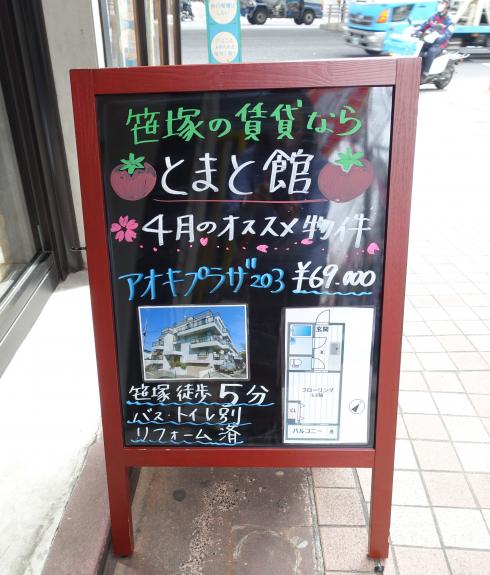 笹塚の賃貸なら
とまと館
4月のオススメ物件
アオキプラザ203 ¥69.000
笹塚 徒歩 5分
バス・トイレ別
リフォーム 済
玄関
フローリング
CL
バルコニー